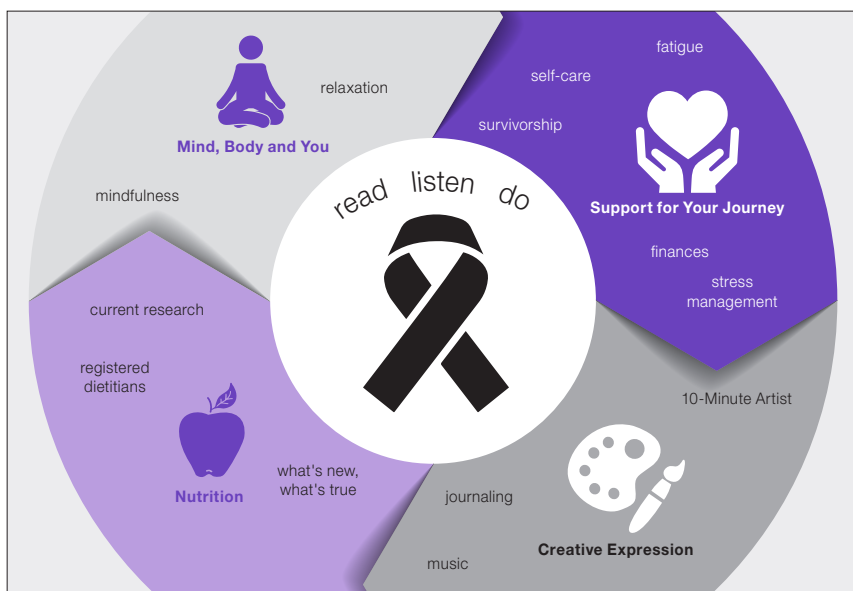 relaxation
Mind, Body and You
mindfulness
fatigue
self-care
survivorship
Support for Your Journey
finances
stress
management
read listen do
current research
registered
dietitians
Nutrition
what's new,
what's true
10-Minute Artist
journaling
Creative Expression
music